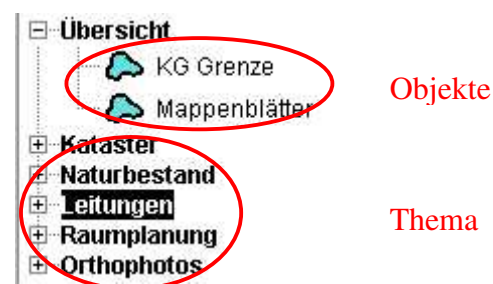 Übersicht
KG Grenze
Objekte
Mappenblätter
Kataster
Naturbestand
Leitungen
Thema
Raumplanung
Orthophotos